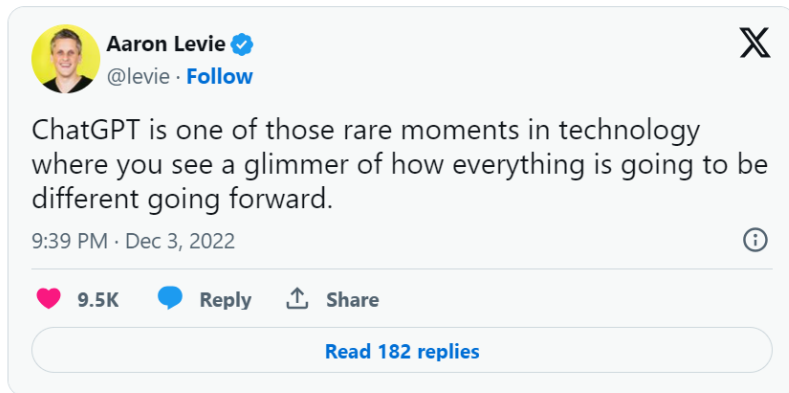 Aaron Levie
@levie · Follow
ChatGPT is one of those rare moments in technology
where you see a glimmer of how everything is going to be
different going forward.
9:39 PM · Dec 3, 2022
9.5K Reply Share
Read 182 replies